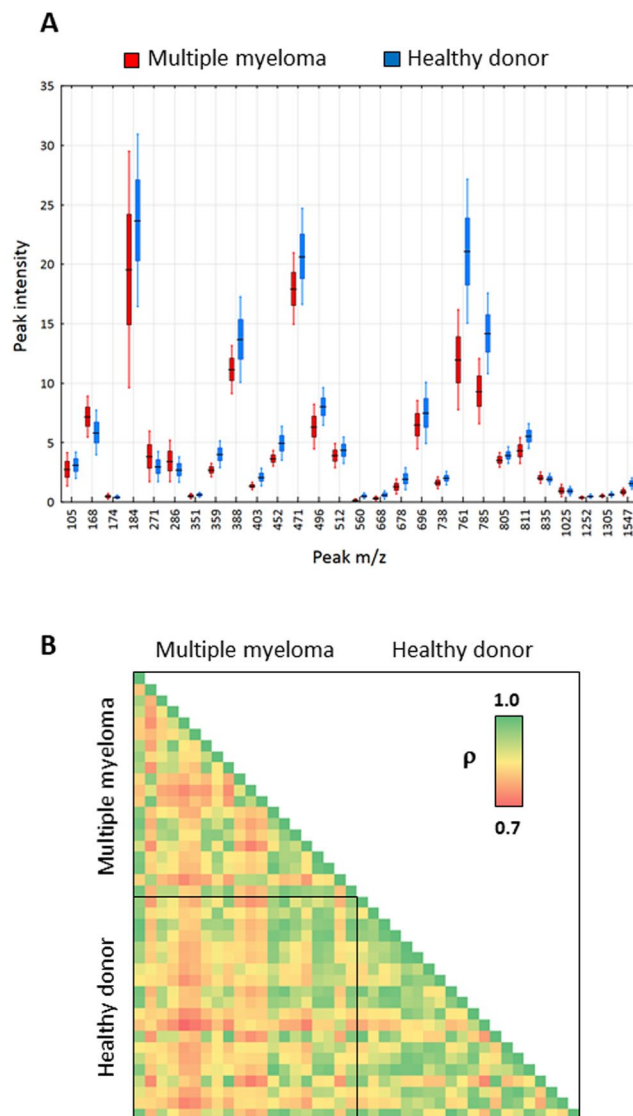 A
Multiple myeloma Healthy donor
35
30
25
20
15
10
5
0
Peak intensity
105 168 174 184 271 286 351 359 388 403 452 471 496 512 560 668 678 696 738 761 785 805 811 835 1025 1253 1305 1547
Peak m/z
B
Multiple myeloma Healthy donor
Multiple myeloma
Healthy donor
1.0
ρ
0.7